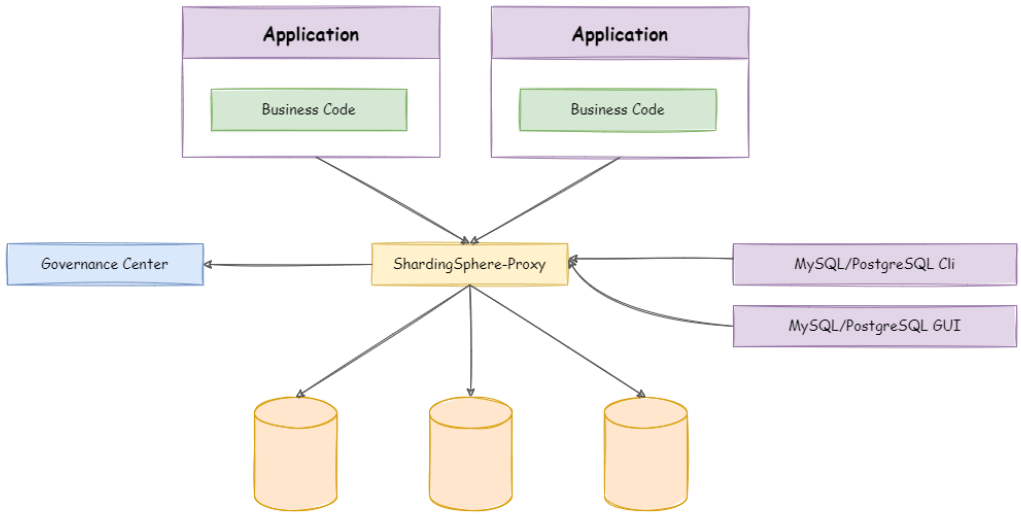 Application
Application
Business Code
Business Code
Governance Center
ShardingSphere-Proxy
MySQL/PostgreSQL Cli
MySQL/PostgreSQL GUI